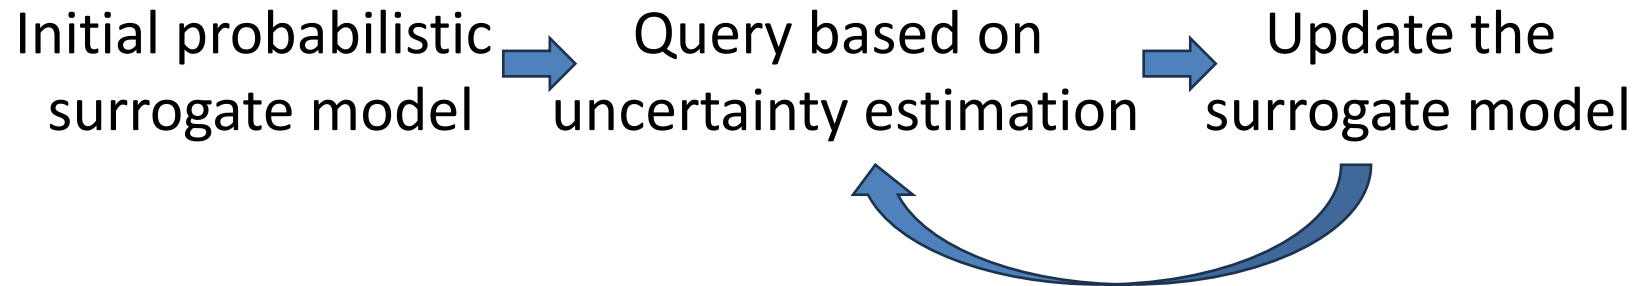 Initial probabilistic
surrogate model
Query based on
uncertainty estimation
Update the
surrogate model